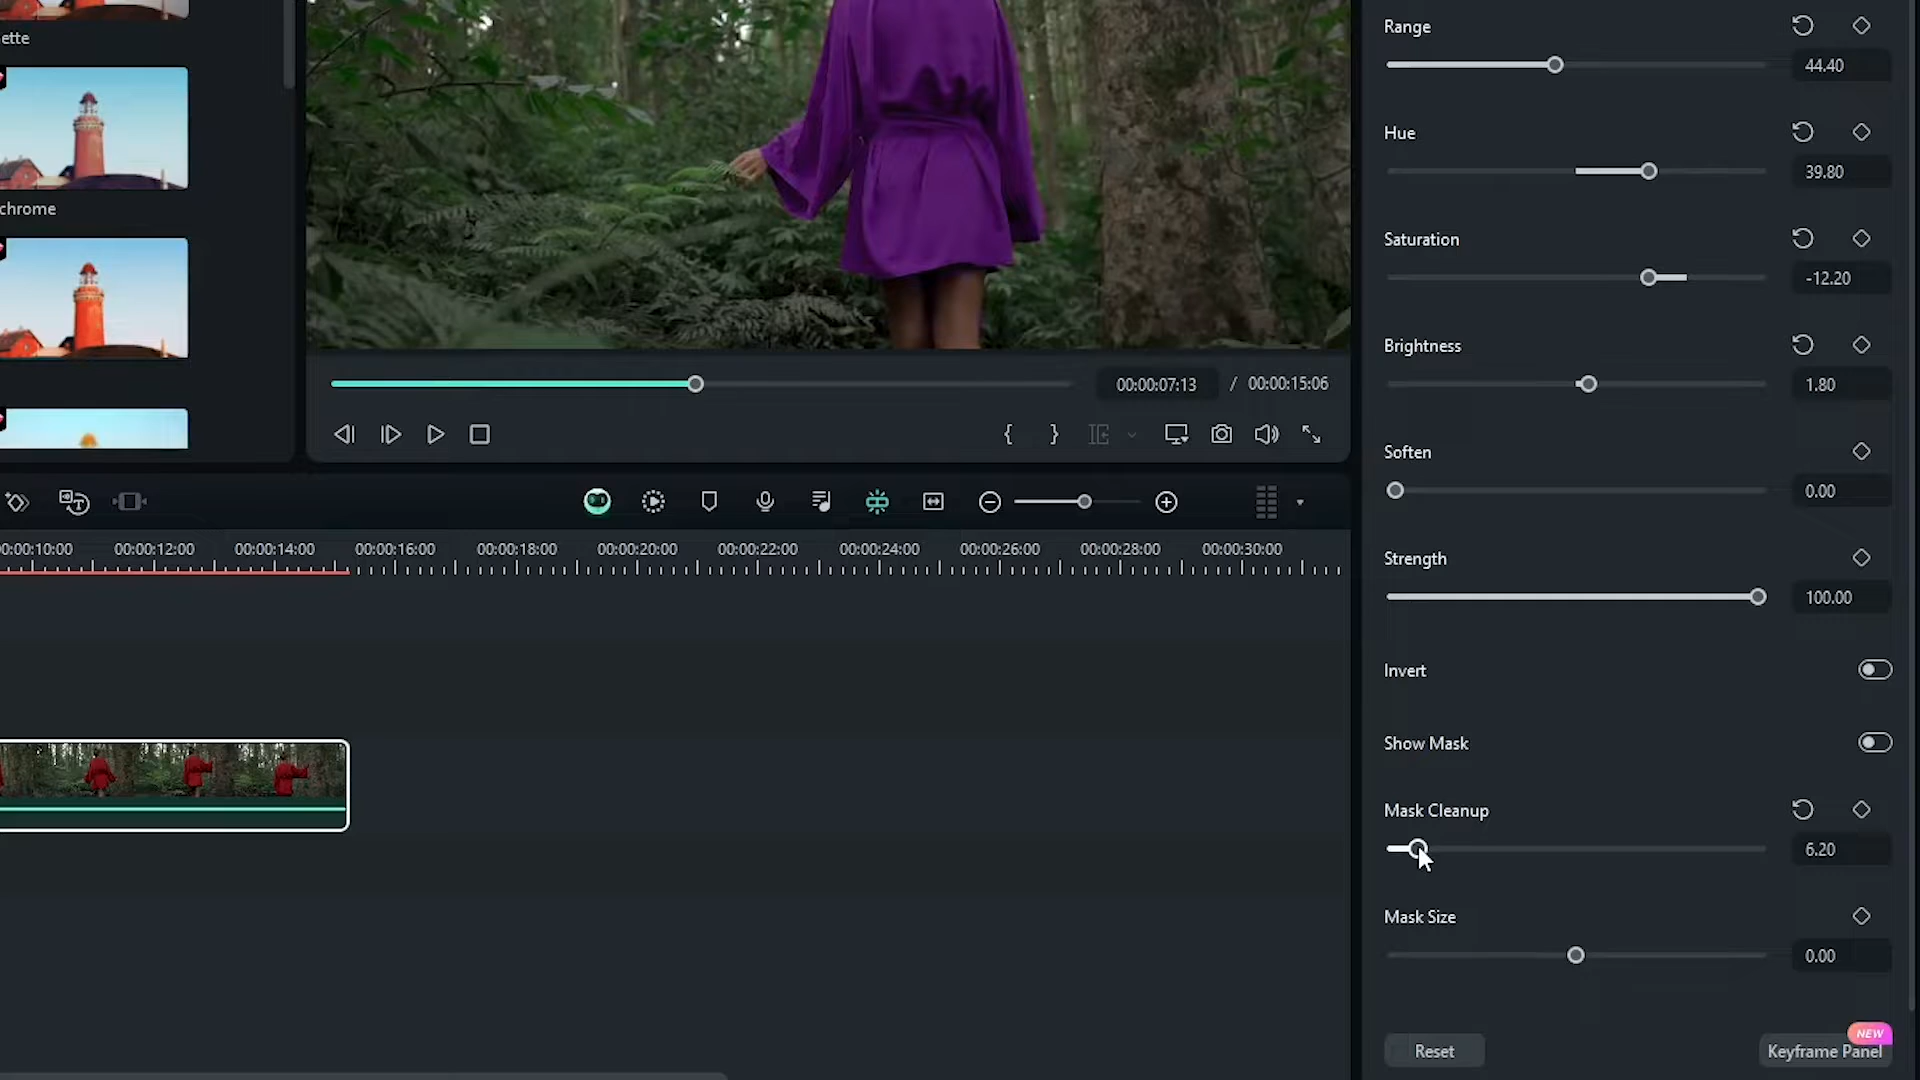 ette
chrome
Range
44.40
Hue
39.80
Saturation
-12.20
Brightness
1.80
Soften
0.00
Strength
100.00
Invert
Show Mask
Mask Cleanup
6.20
Mask Size
0.00
Reset
NEW
Keyframe Panel
00:00:07:13 / 00:00:15:06
0:00:10:00 00:00:12:00 00:00:14:00 00:00:16:00 00:00:18:00 00:00:20:00 00:00:22:00 00:00:24:00 00:00:26:00 00:00:28:00 00:00:30:00